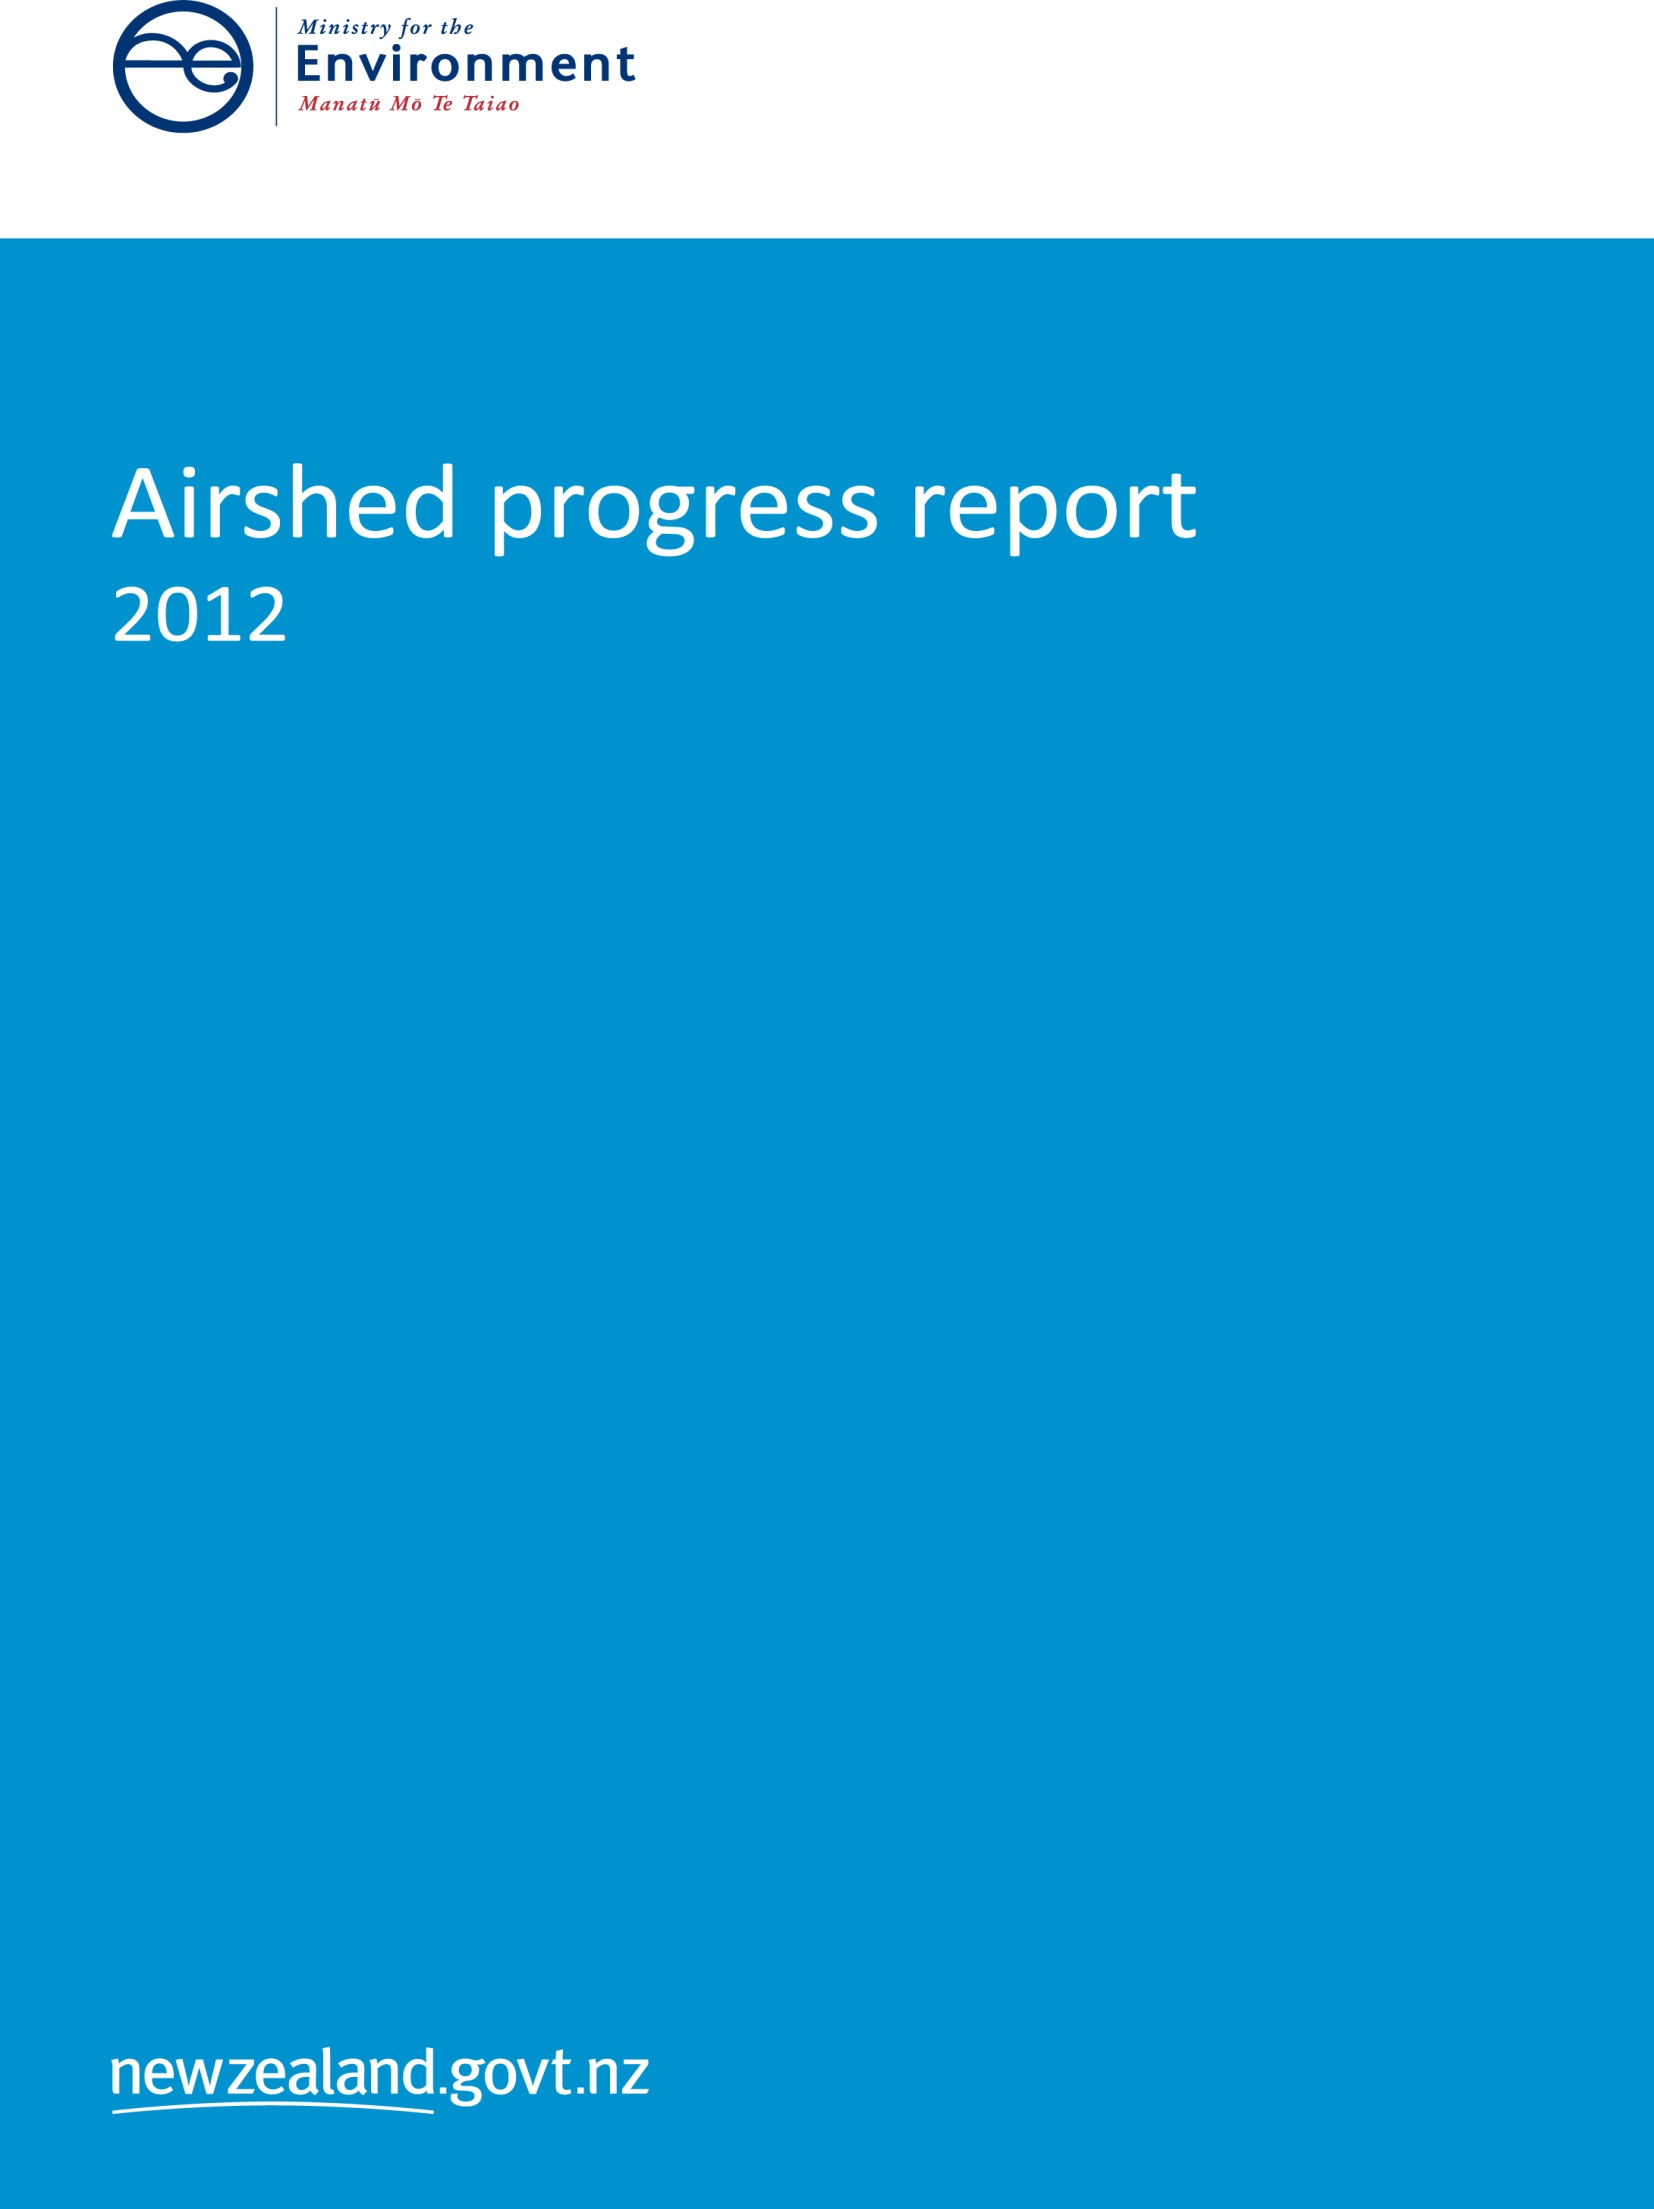 Ministry for the
Environment
Manatū Mō Te Taiao
Airshed progress report
2012
newzealand.govt.nz